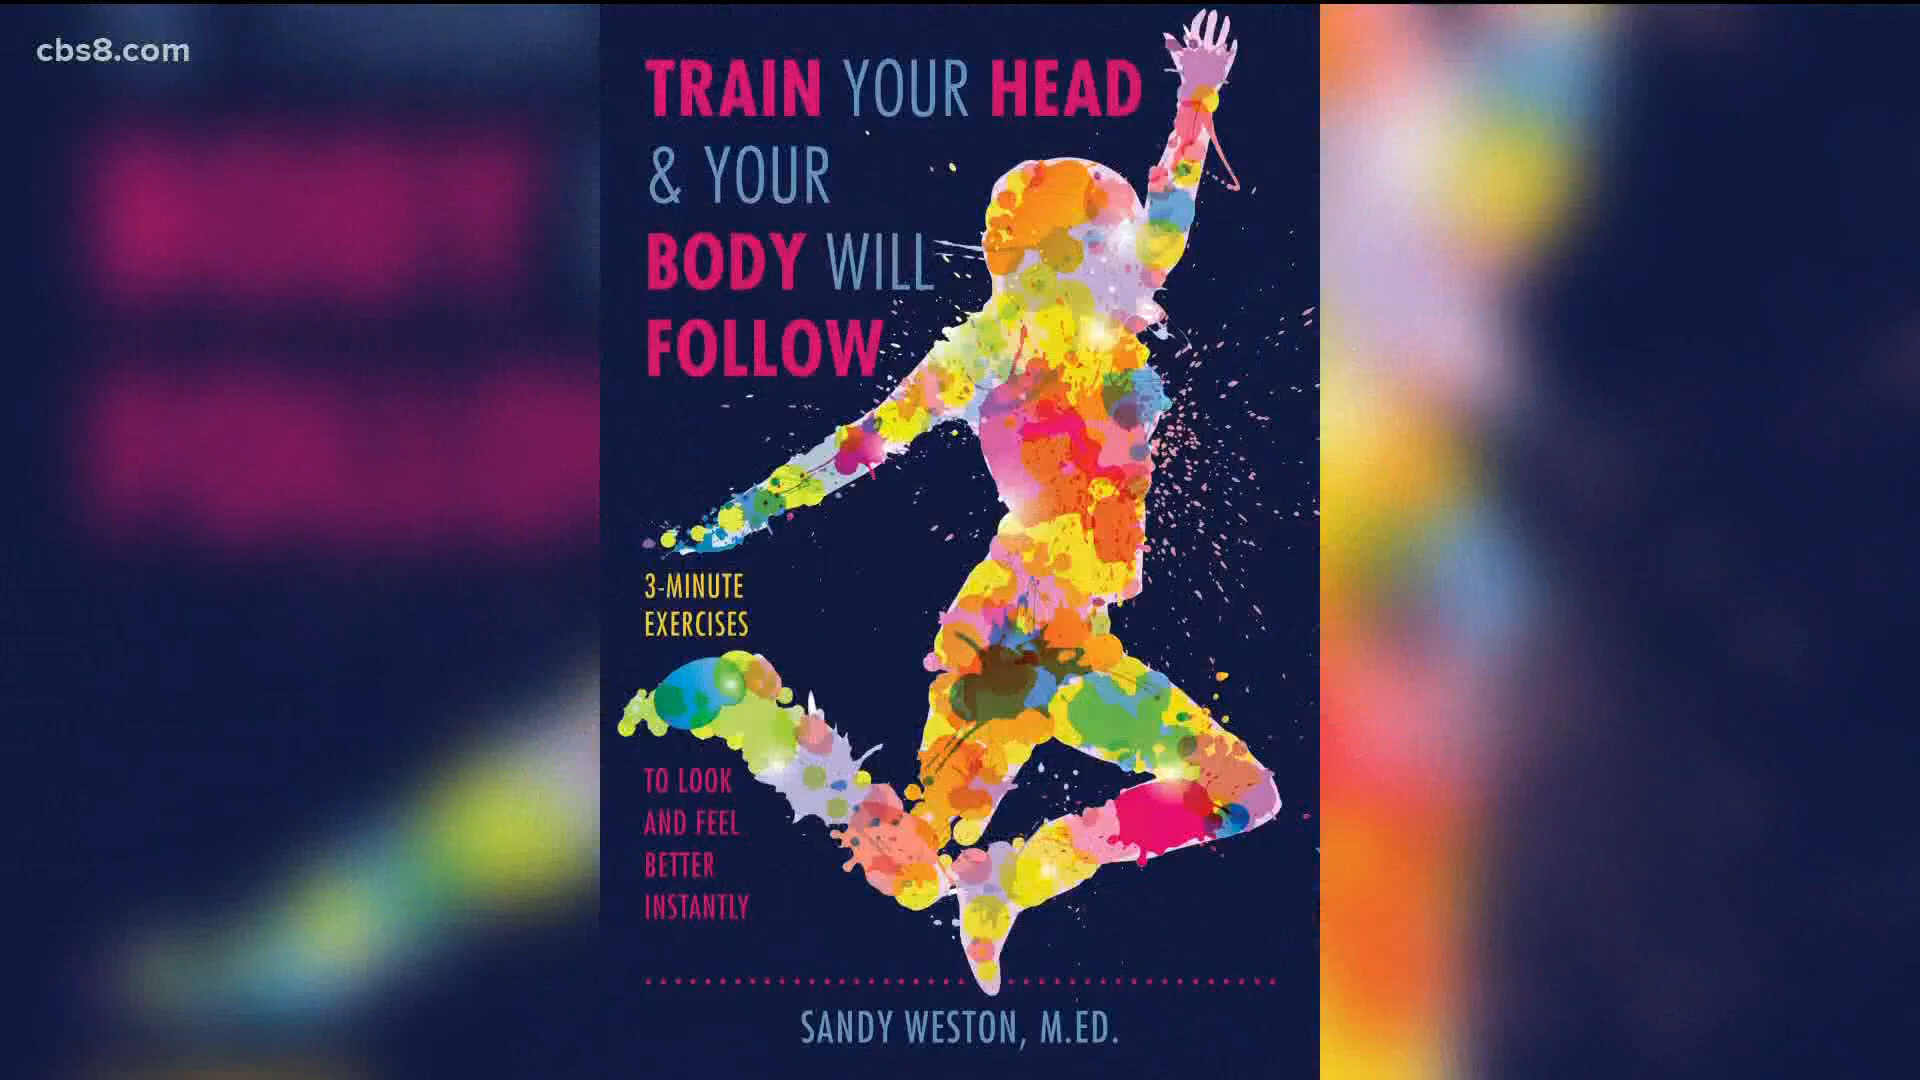 cbs8.com
TRAIN YOUR HEAD
& YOUR
BODY WILL
FOLLOW
3-MINUTE
EXERCISES
TO LOOK
AND FEEL
BETTER
INSTANTLY
SANDY WESTON, M.ED.